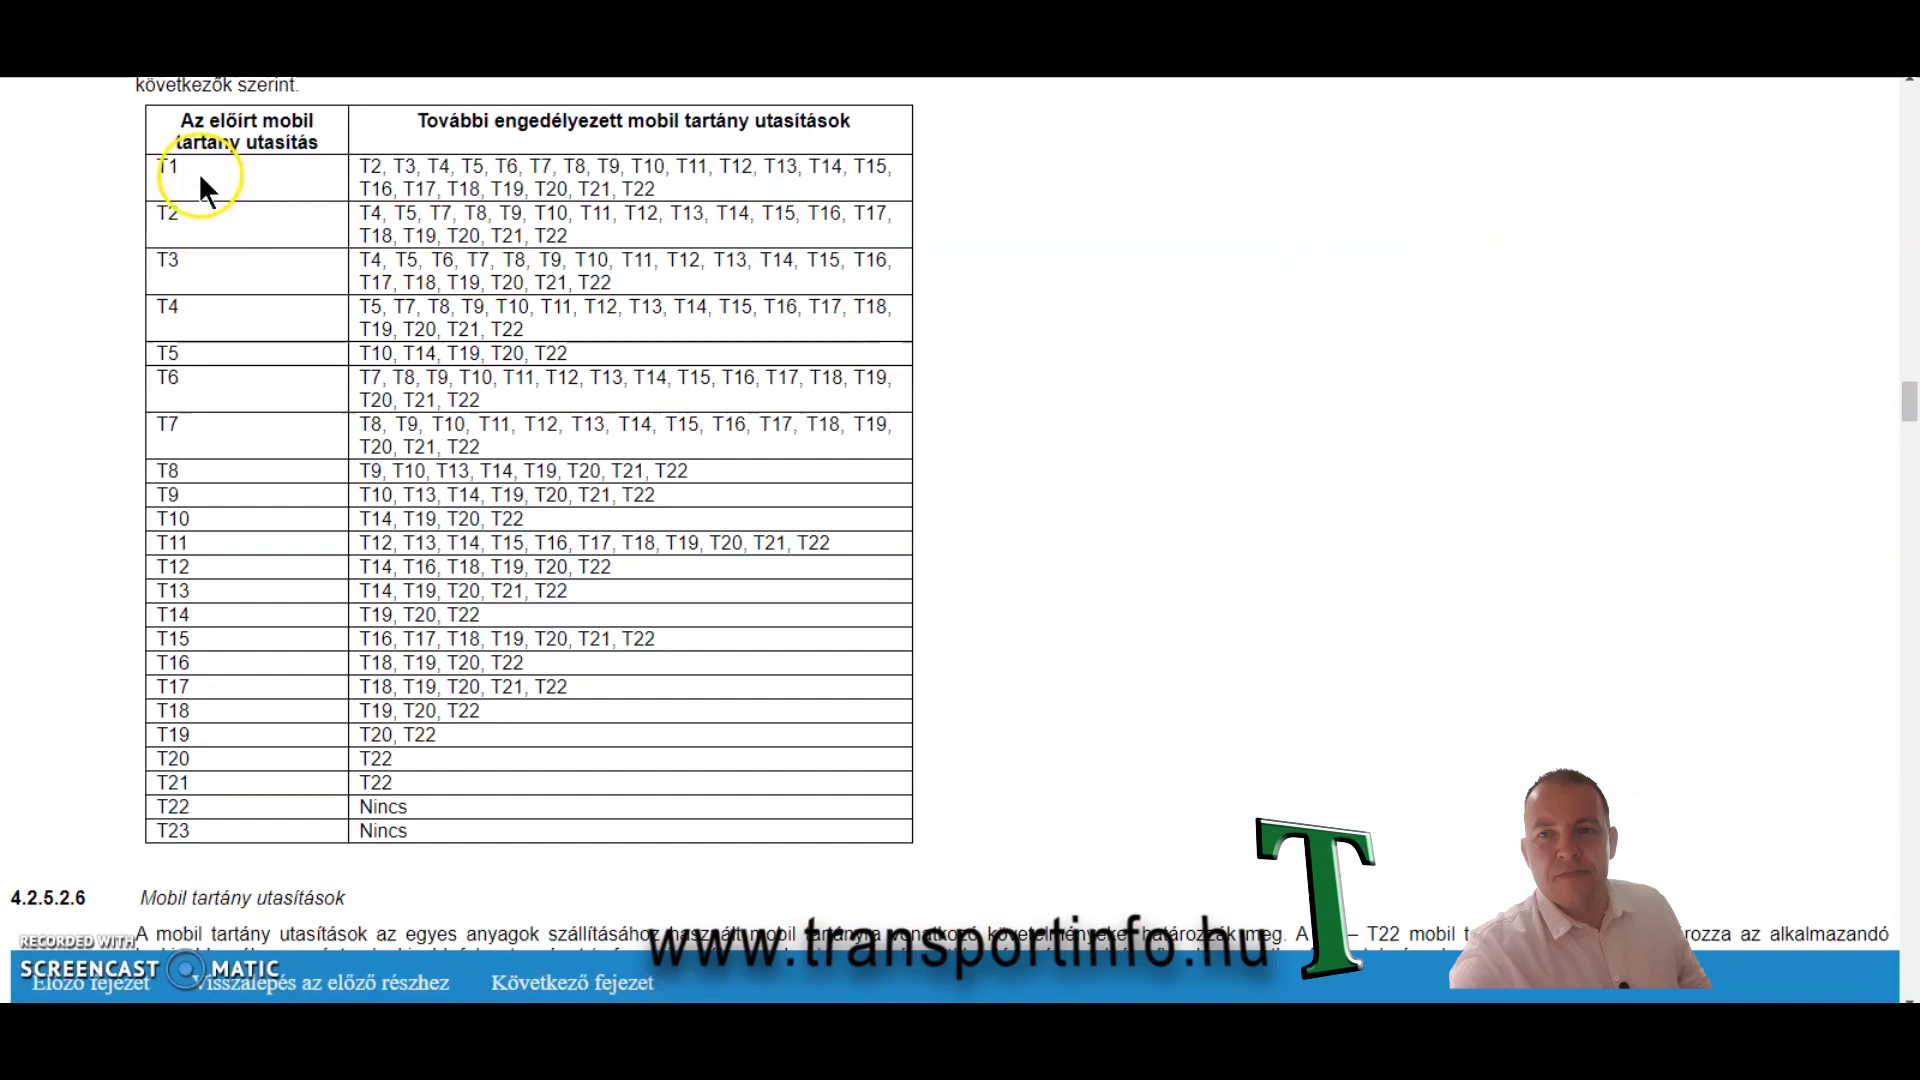 következők szerint.
Az előírt mobil tartány utasítás
További engedélyezett mobil tartány utasítások
T1
T2, T3, T4, T5, T6, T7, T8, T9, T10, T11, T12, T13, T14, T15,
T16, T17, T18, T19, T20, T21, T22
T2
T4, T5, T7, T8, T9, T10, T11, T12, T13, T14, T15, T16, T17,
T18, T19, T20, T21, T22
T3
T4, T5, T6, T7, T8, T9, T10, T11, T12, T13, T14, T15, T16,
T17, T18, T19, T20, T21, T22
T4
T5, T7, T8, T9, T10, T11, T12, T13, T14, T15, T16, T17, T18,
T19, T20, T21, T22
T5
T10, T14, T19, T20, T22
T6
T7, T8, T9, T10, T11, T12, T13, T14, T15, T16, T17, T18, T19,
T20, T21, T22
T7
T8, T9, T10, T11, T12, T13, T14, T15, T16, T17, T18, T19,
T20, T21, T22
T8
T9, T10, T13, T14, T19, T20, T21, T22
T9
T10, T13, T14, T19, T20, T21, T22
T10
T14, T19, T20, T22
T11
T12, T13, T14, T15, T16, T17, T18, T19, T20, T21, T22
T12
T14, T16, T18, T19, T20, T22
T13
T14, T19, T20, T21, T22
T14
T19, T20, T22
T15
T16, T17, T18, T19, T20, T21, T22
T16
T18, T19, T20, T22
T17
T18, T19, T20, T21, T22
T18
T19, T20, T22
T19
T20, T22
T20
T22
T21
T22
T22
Nincs
T23
Nincs
4.2.5.2.6 Mobil tartány utasítások
A mobil tartány utasítások az egyes anyagok szállításához használt mobil tartányra vonatkozó követelményeket határozzák meg. A – T22 mobil az alkalmazandó
www.transportinfo.hu
T
RECORDED WITH
SCREENCAST MATIC
Előző fejezet Visszalépés az előző részhez Következő fejezet